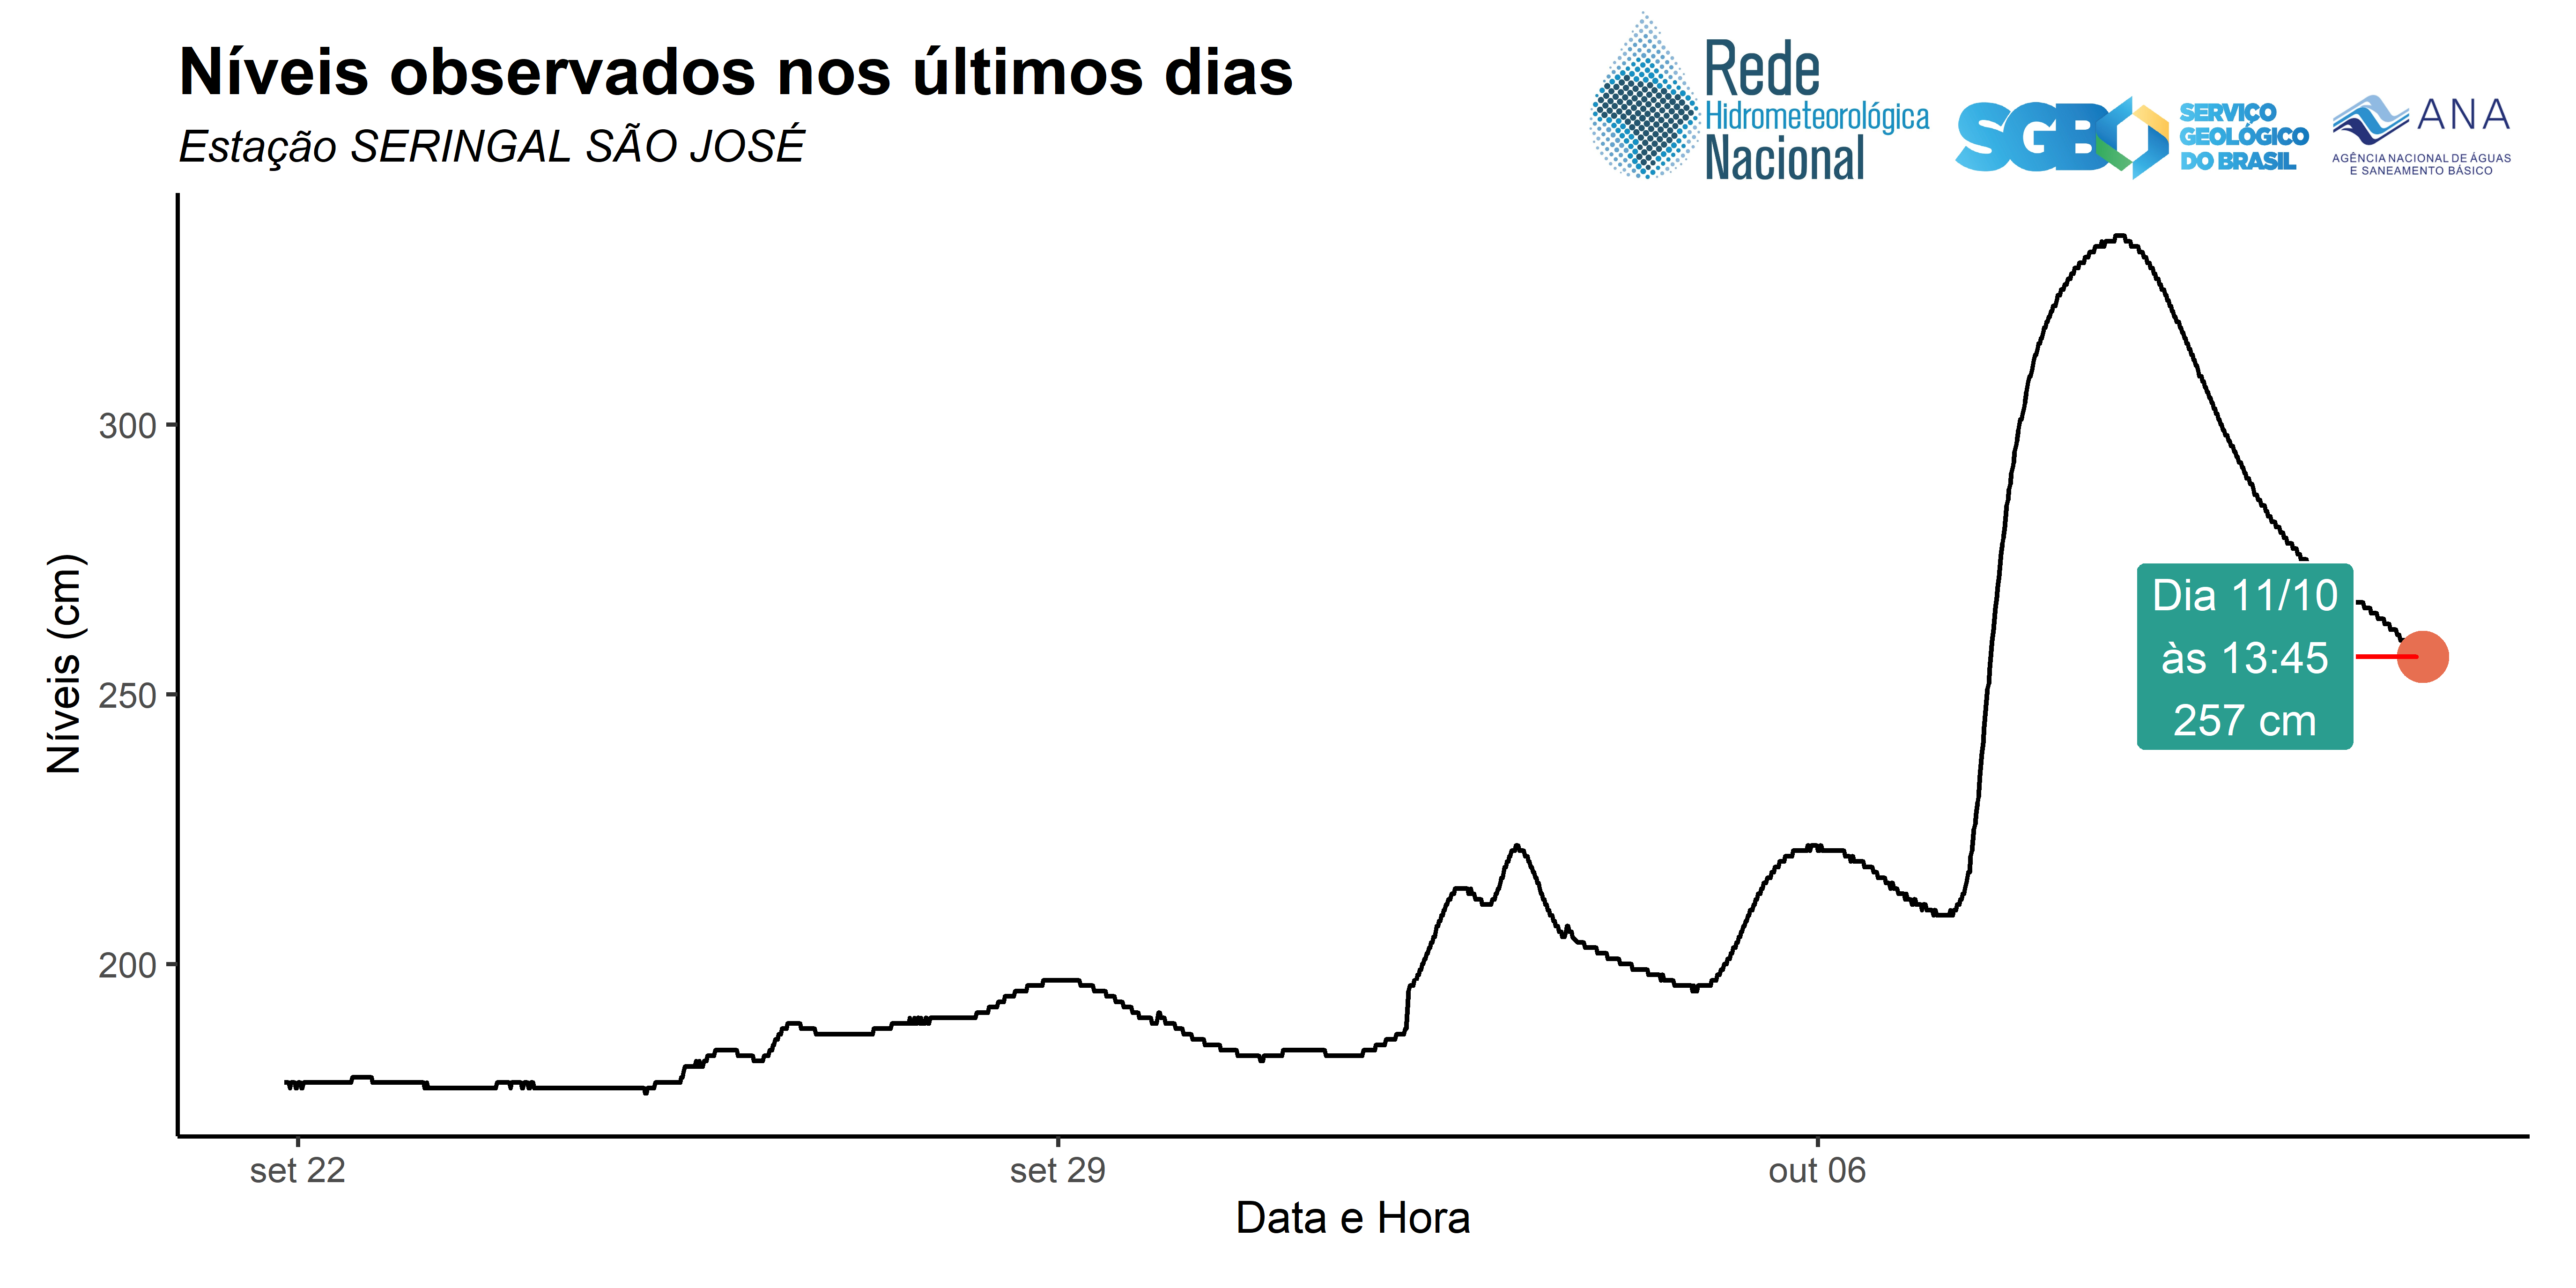 Níveis observados nos últimos dias
Estação SERINGAL SÃO JOSÉ
Rede
Hidrometeorológica
Nacional
SGB
SERVIÇO
GEOLÓGICO
DO BRASIL
ANA
AGÊNCIA NACIONAL DE ÁGUAS
E SANEAMENTO BÁSICO
Níveis (cm)
300
250
200
Dia 11/10
às 13:45
257 cm
set 22
set 29
out 06
Data e Hora